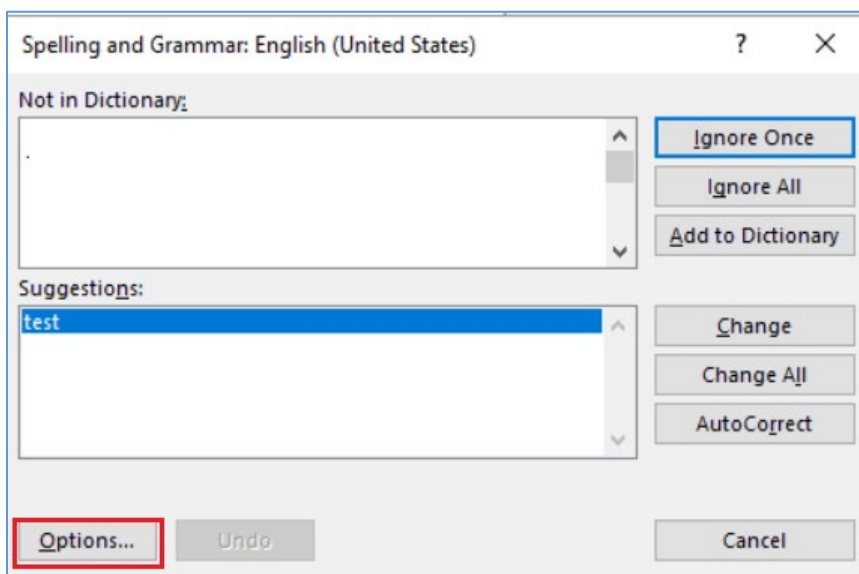 Spelling and Grammar: English (United States) ? ×
Not in Dictionary:
.
Ignore Once
Ignore All
Add to Dictionary
Suggestions:
test
Change
Change All
AutoCorrect
Options...
Undo
Cancel